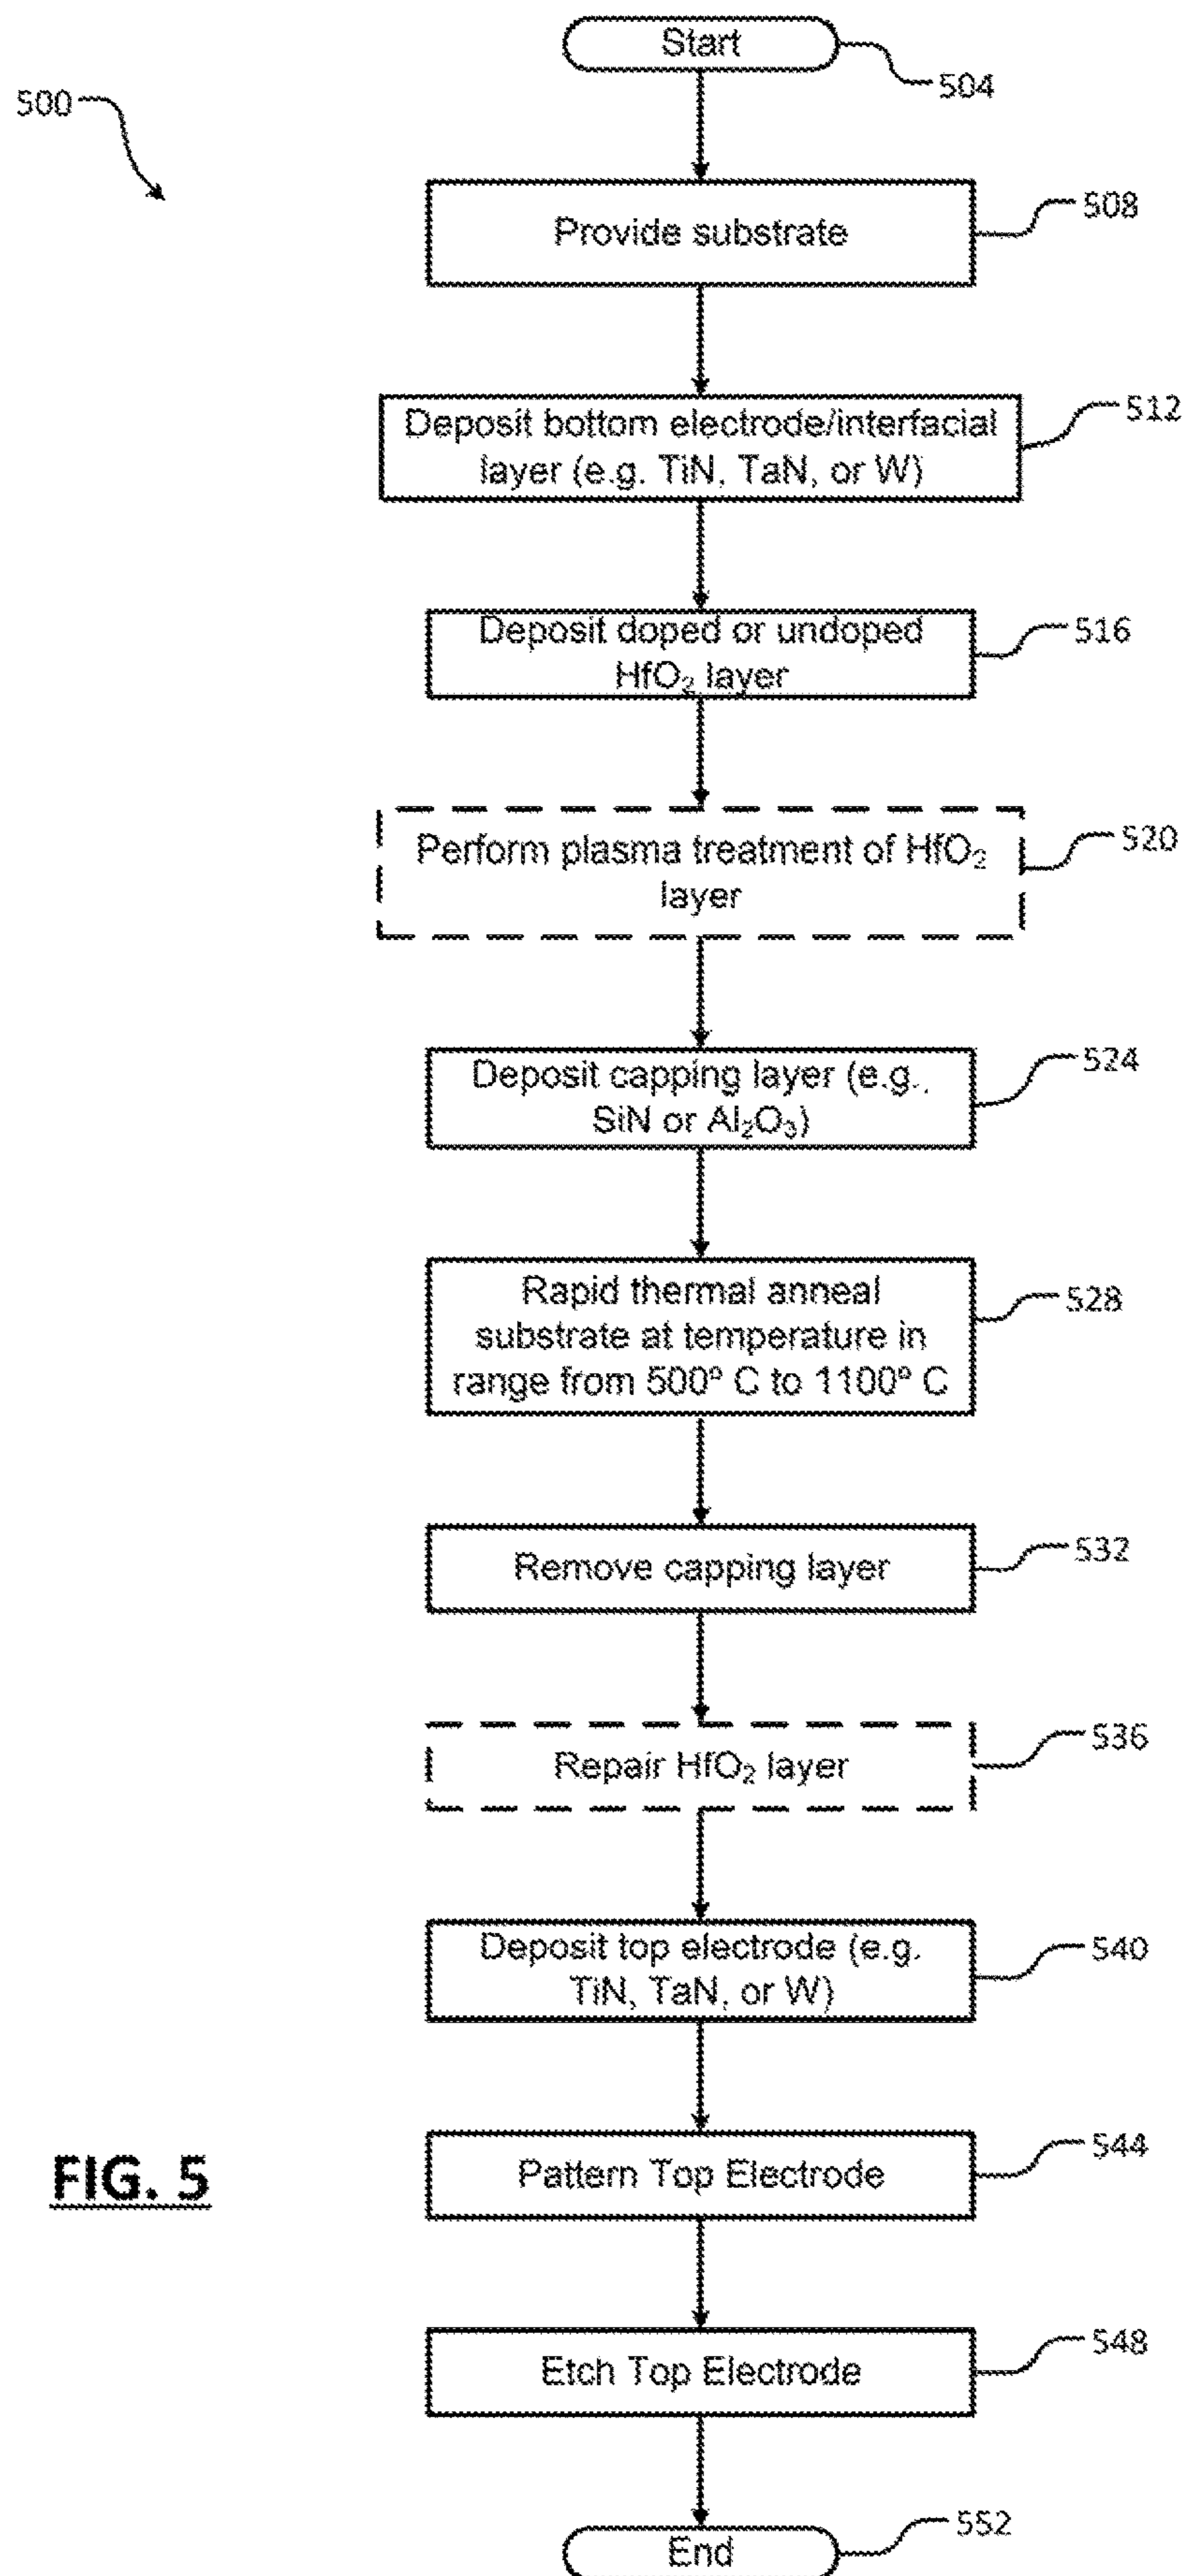 Start
504
500
Provide substrate
508
Deposit bottom electrode/interfacial
layer (e.g. TiN, TaN, or W)
512
Deposit doped or undoped
HfO₂ layer
516
Perform plasma treatment of HfO₂
layer
520
Deposit capping layer (e.g.,
SiN or Al₂O₃)
524
Rapid thermal anneal
substrate at temperature in
range from 500º C to 1100º C
528
Remove capping layer
532
Repair HfO₂ layer
536
Deposit top electrode (e.g.
TiN, TaN, or W)
540
Pattern Top Electrode
544
FIG. 5
Etch Top Electrode
548
End
552